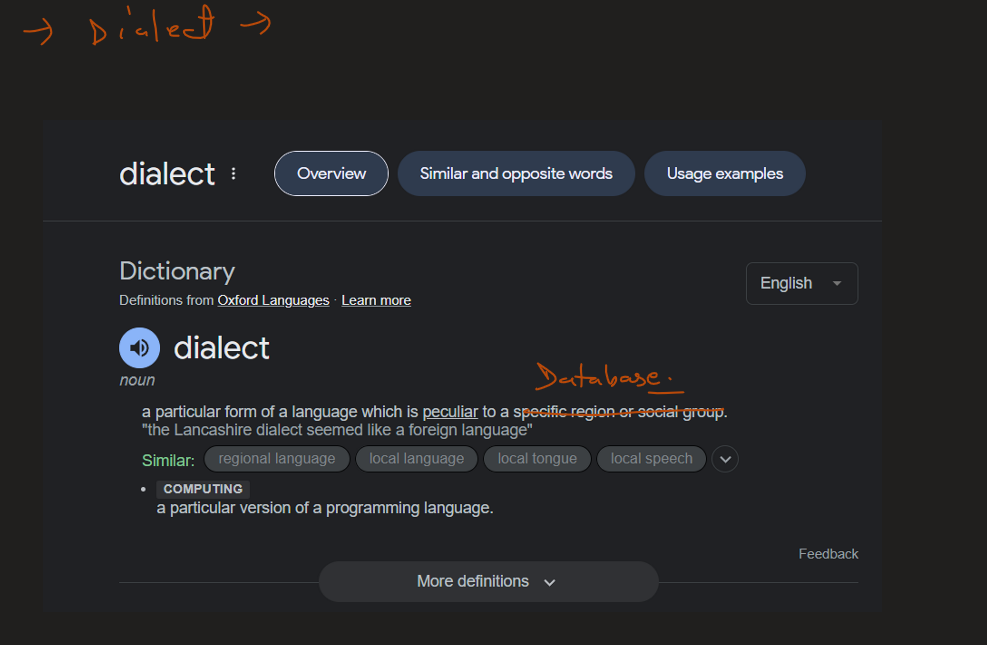 → Dialect →
dialect Overview Similar and opposite words Usage examples
Dictionary
English
Definitions from Oxford Languages · Learn more
dialect
noun
Database.
a particular form of a language which is peculiar to a specific region or social group.
"the Lancashire dialect seemed like a foreign language"
Similar: regional language local language local tongue local speech
• COMPUTING
a particular version of a programming language.
Feedback
More definitions